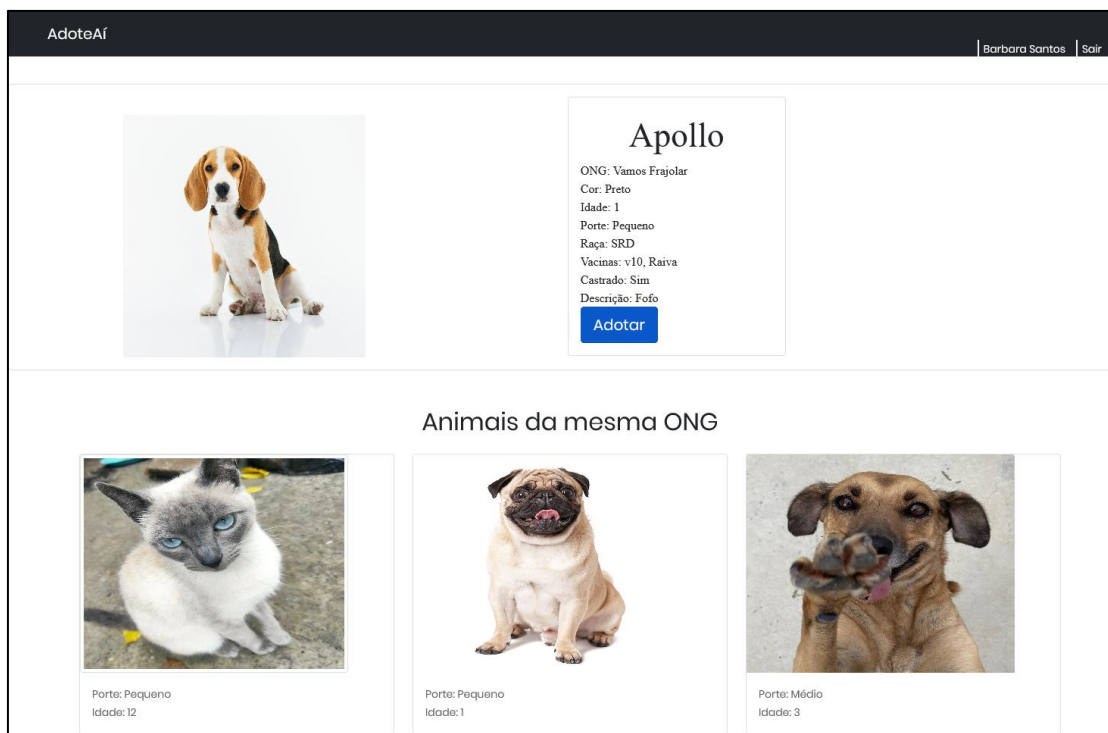 AdoteAí
Barbara Santos
Sair
Apollo
ONG: Vamos Frajolar
Cor: Preto
Idade: 1
Porte: Pequeno
Raça: SRD
Vacinas: v10, Raiva
Castrado: Sim
Descrição: Fofo
Adotar
Animais da mesma ONG
Porte: Pequeno
Idade: 12
Porte: Pequeno
Idade: 1
Porte: Médio
Idade: 3